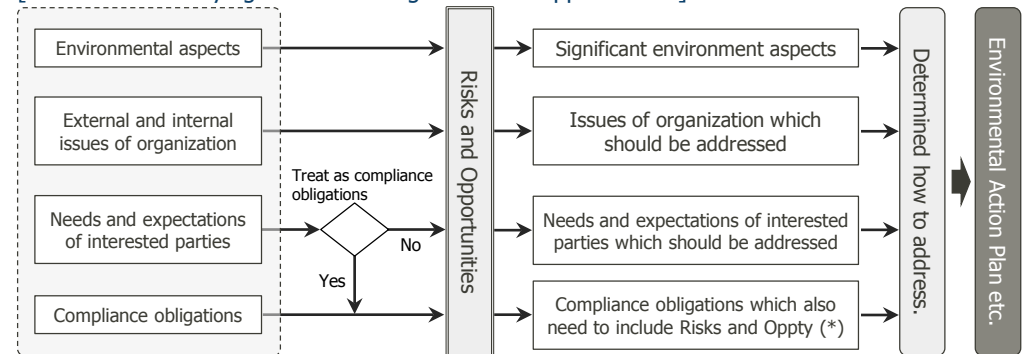 Environmental aspects
External and internal
issues of organization
Needs and expectations
of interested parties
Compliance obligations
Treat as compliance
obligations
No
Yes
Risks and Opportunities
Significant environment aspects
Issues of organization which
should be addressed
Needs and expectations of interested
parties which should be addressed
Compliance obligations which also
need to include Risks and Oppty (*)
Determined how to address.
Environmental Action Plan etc.